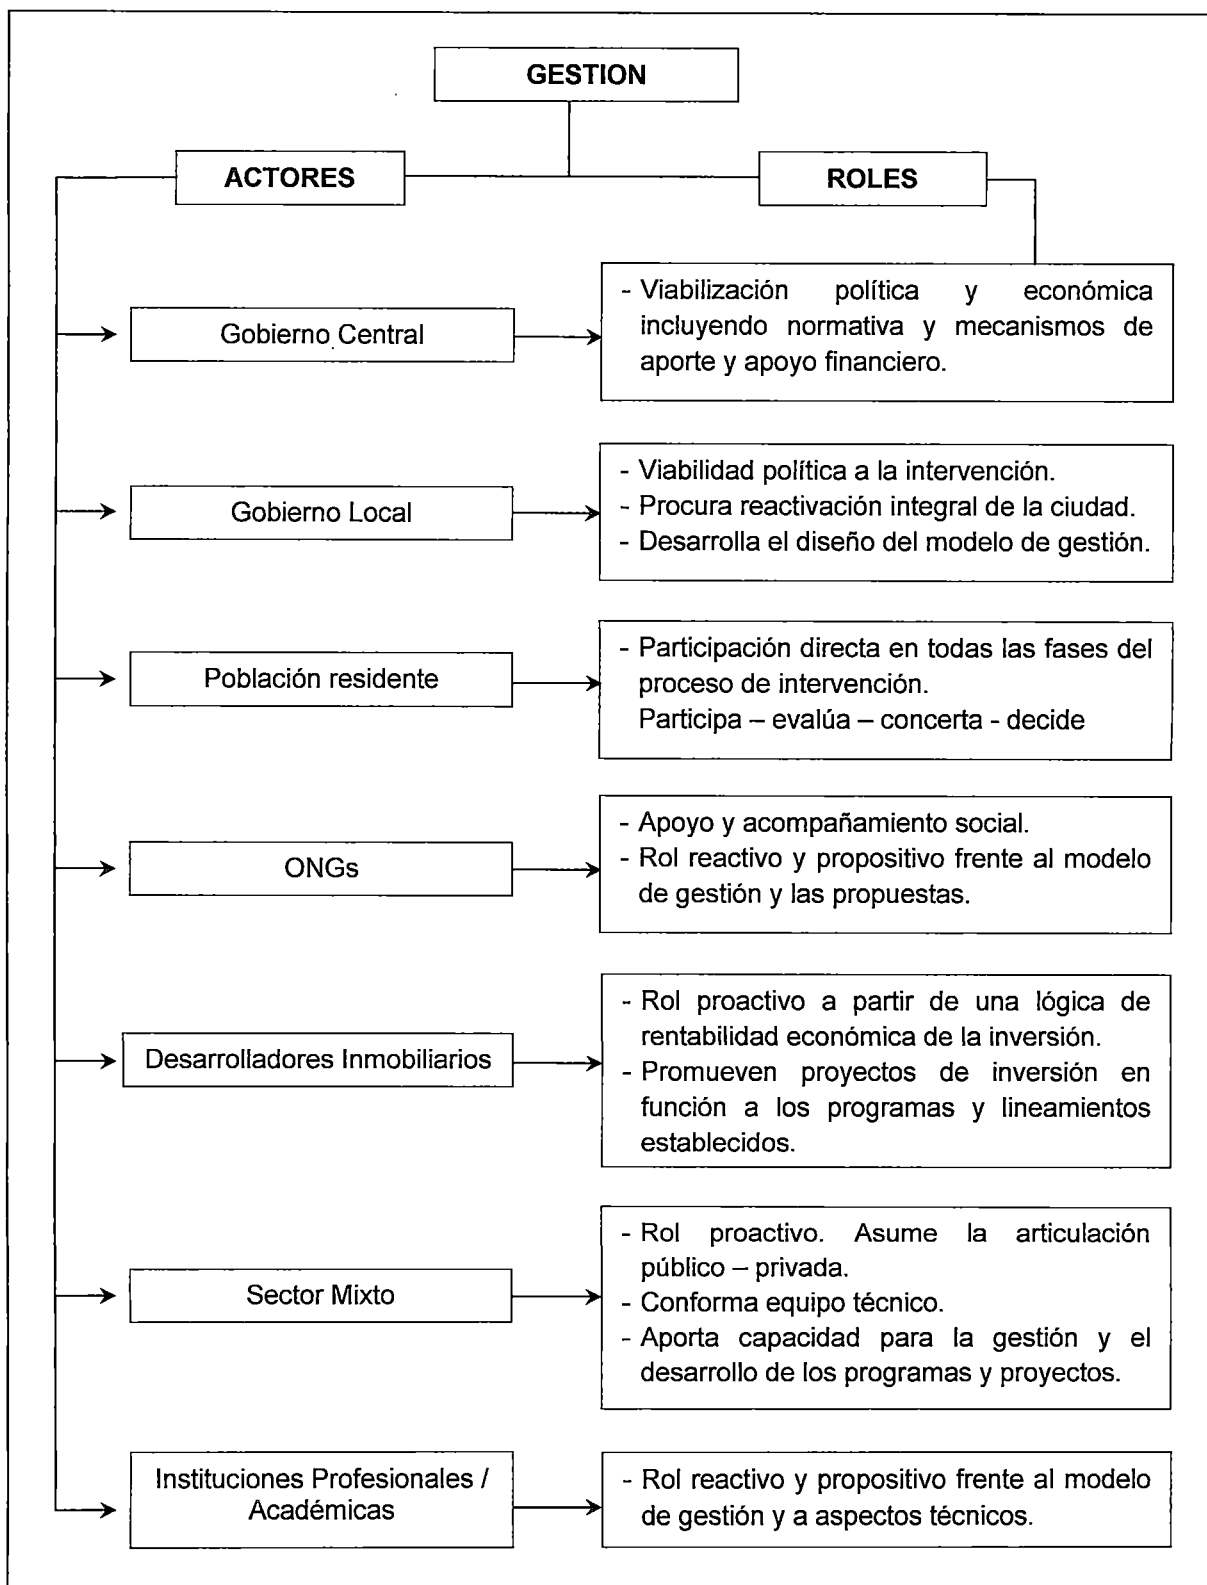 GESTION
ACTORES
ROLES
Gobierno Central
- Viabilización política y económica
incluyendo normativa y mecanismos de
aporte y apoyo financiero.
Gobierno Local
- Viabilidad política a la intervención.
- Procura reactivación integral de la ciudad.
- Desarrolla el diseño del modelo de gestión.
Población residente
- Participación directa en todas las fases del
proceso de intervención.
Participa – evalúa – concerta - decide
ONGs
- Apoyo y acompañamiento social.
- Rol reactivo y propositivo frente al modelo
de gestión y las propuestas.
Desarrolladores Inmobiliarios
- Rol proactivo a partir de una lógica de
rentabilidad económica de la inversión.
- Promueven proyectos de inversión en
función a los programas y lineamientos
establecidos.
Sector Mixto
- Rol proactivo. Asume la articulación
público – privada.
- Conforma equipo técnico.
- Aporta capacidad para la gestión y el
desarrollo de los programas y proyectos.
Instituciones Profesionales /
Académicas
- Rol reactivo y propositivo frente al modelo
de gestión y a aspectos técnicos.